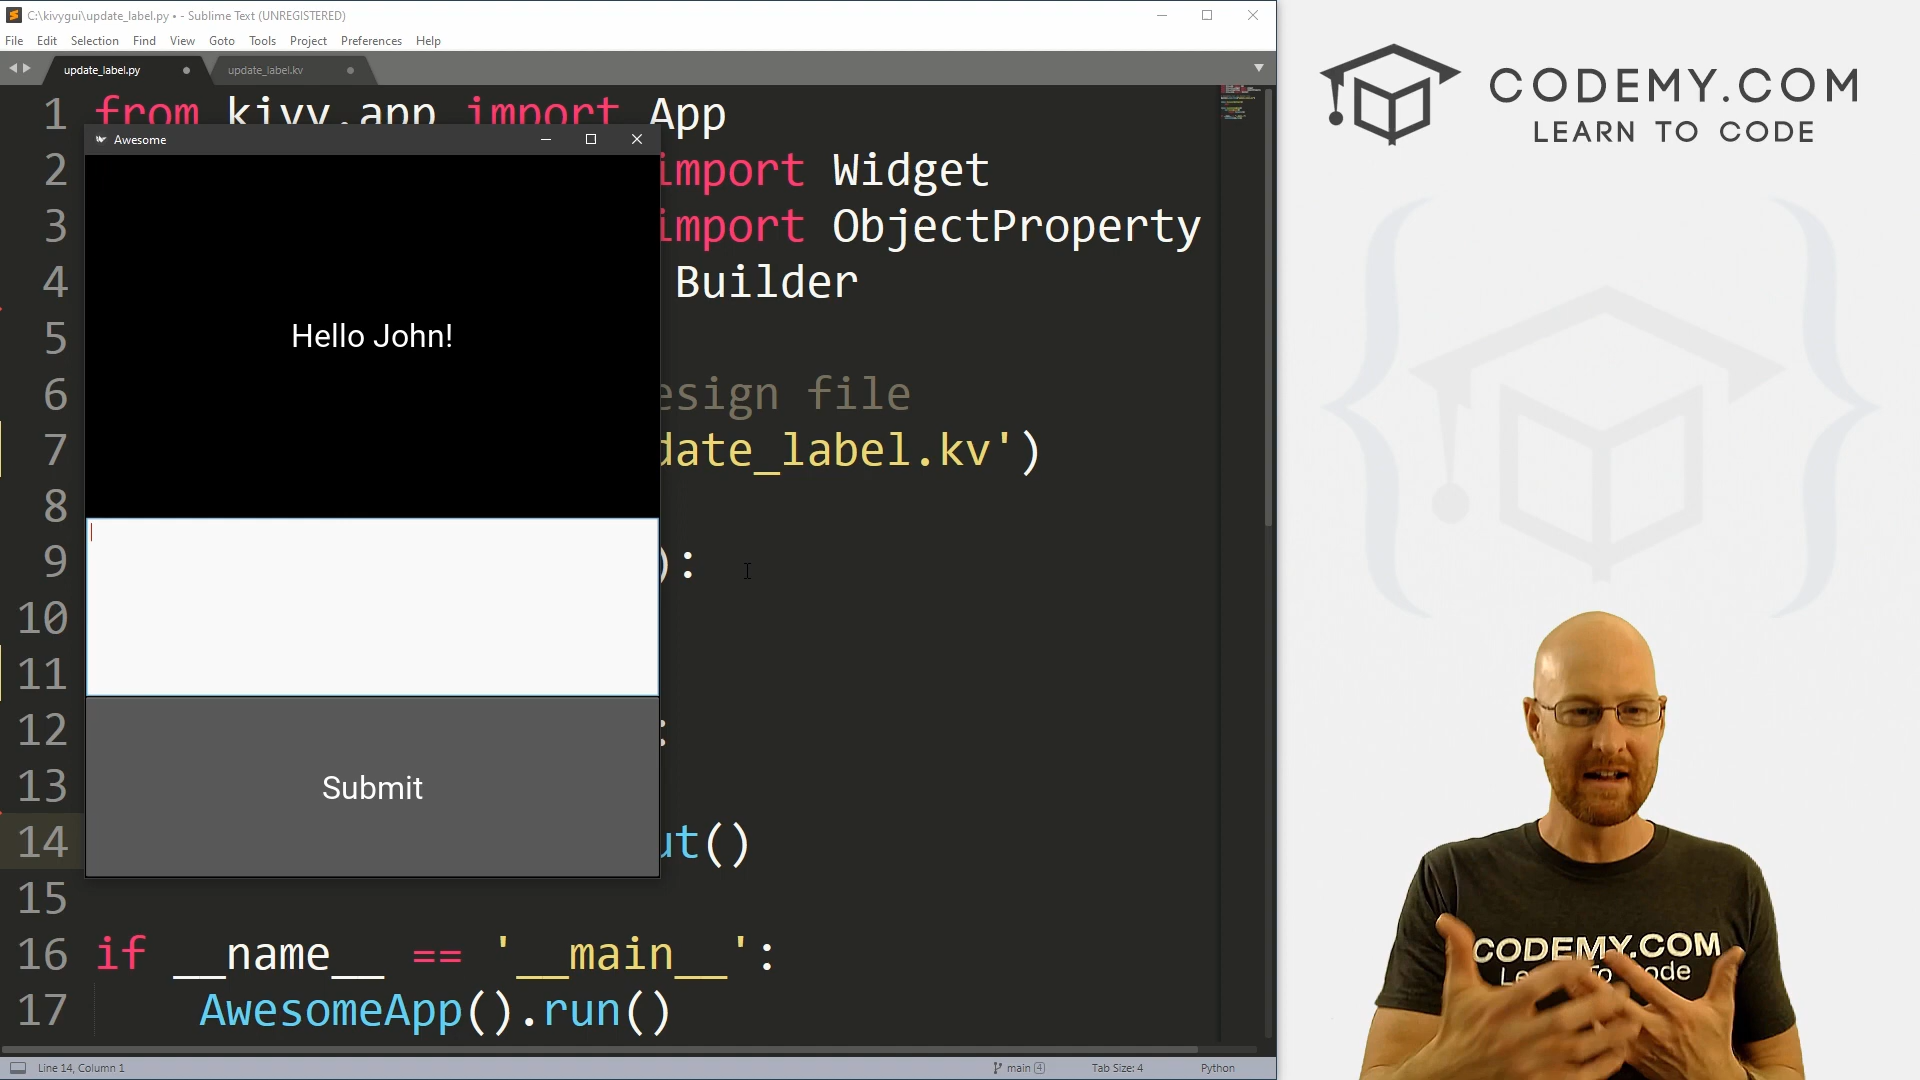 C:\kivygui\update_label.py • - Sublime Text (UNREGISTERED)
File Edit Selection Find View Goto Tools Project Preferences Help
update_label.py
update_label.kv
1 from kivy.app import App
2 import Widget
3 import ObjectProperty
4 Builder
5
6 esign file
7 date_label.kv')
8
9 ):
10
11
12 :
13
14 ut()
15
16 if __name__ == '__main__':
17 AwesomeApp().run()
Awesome
Hello John!
Submit
Line 14, Column 1
main 4
Tab Size: 4
Python
CODEMY.COM
LEARN TO CODE
CODEMY.COM
Learn To Code